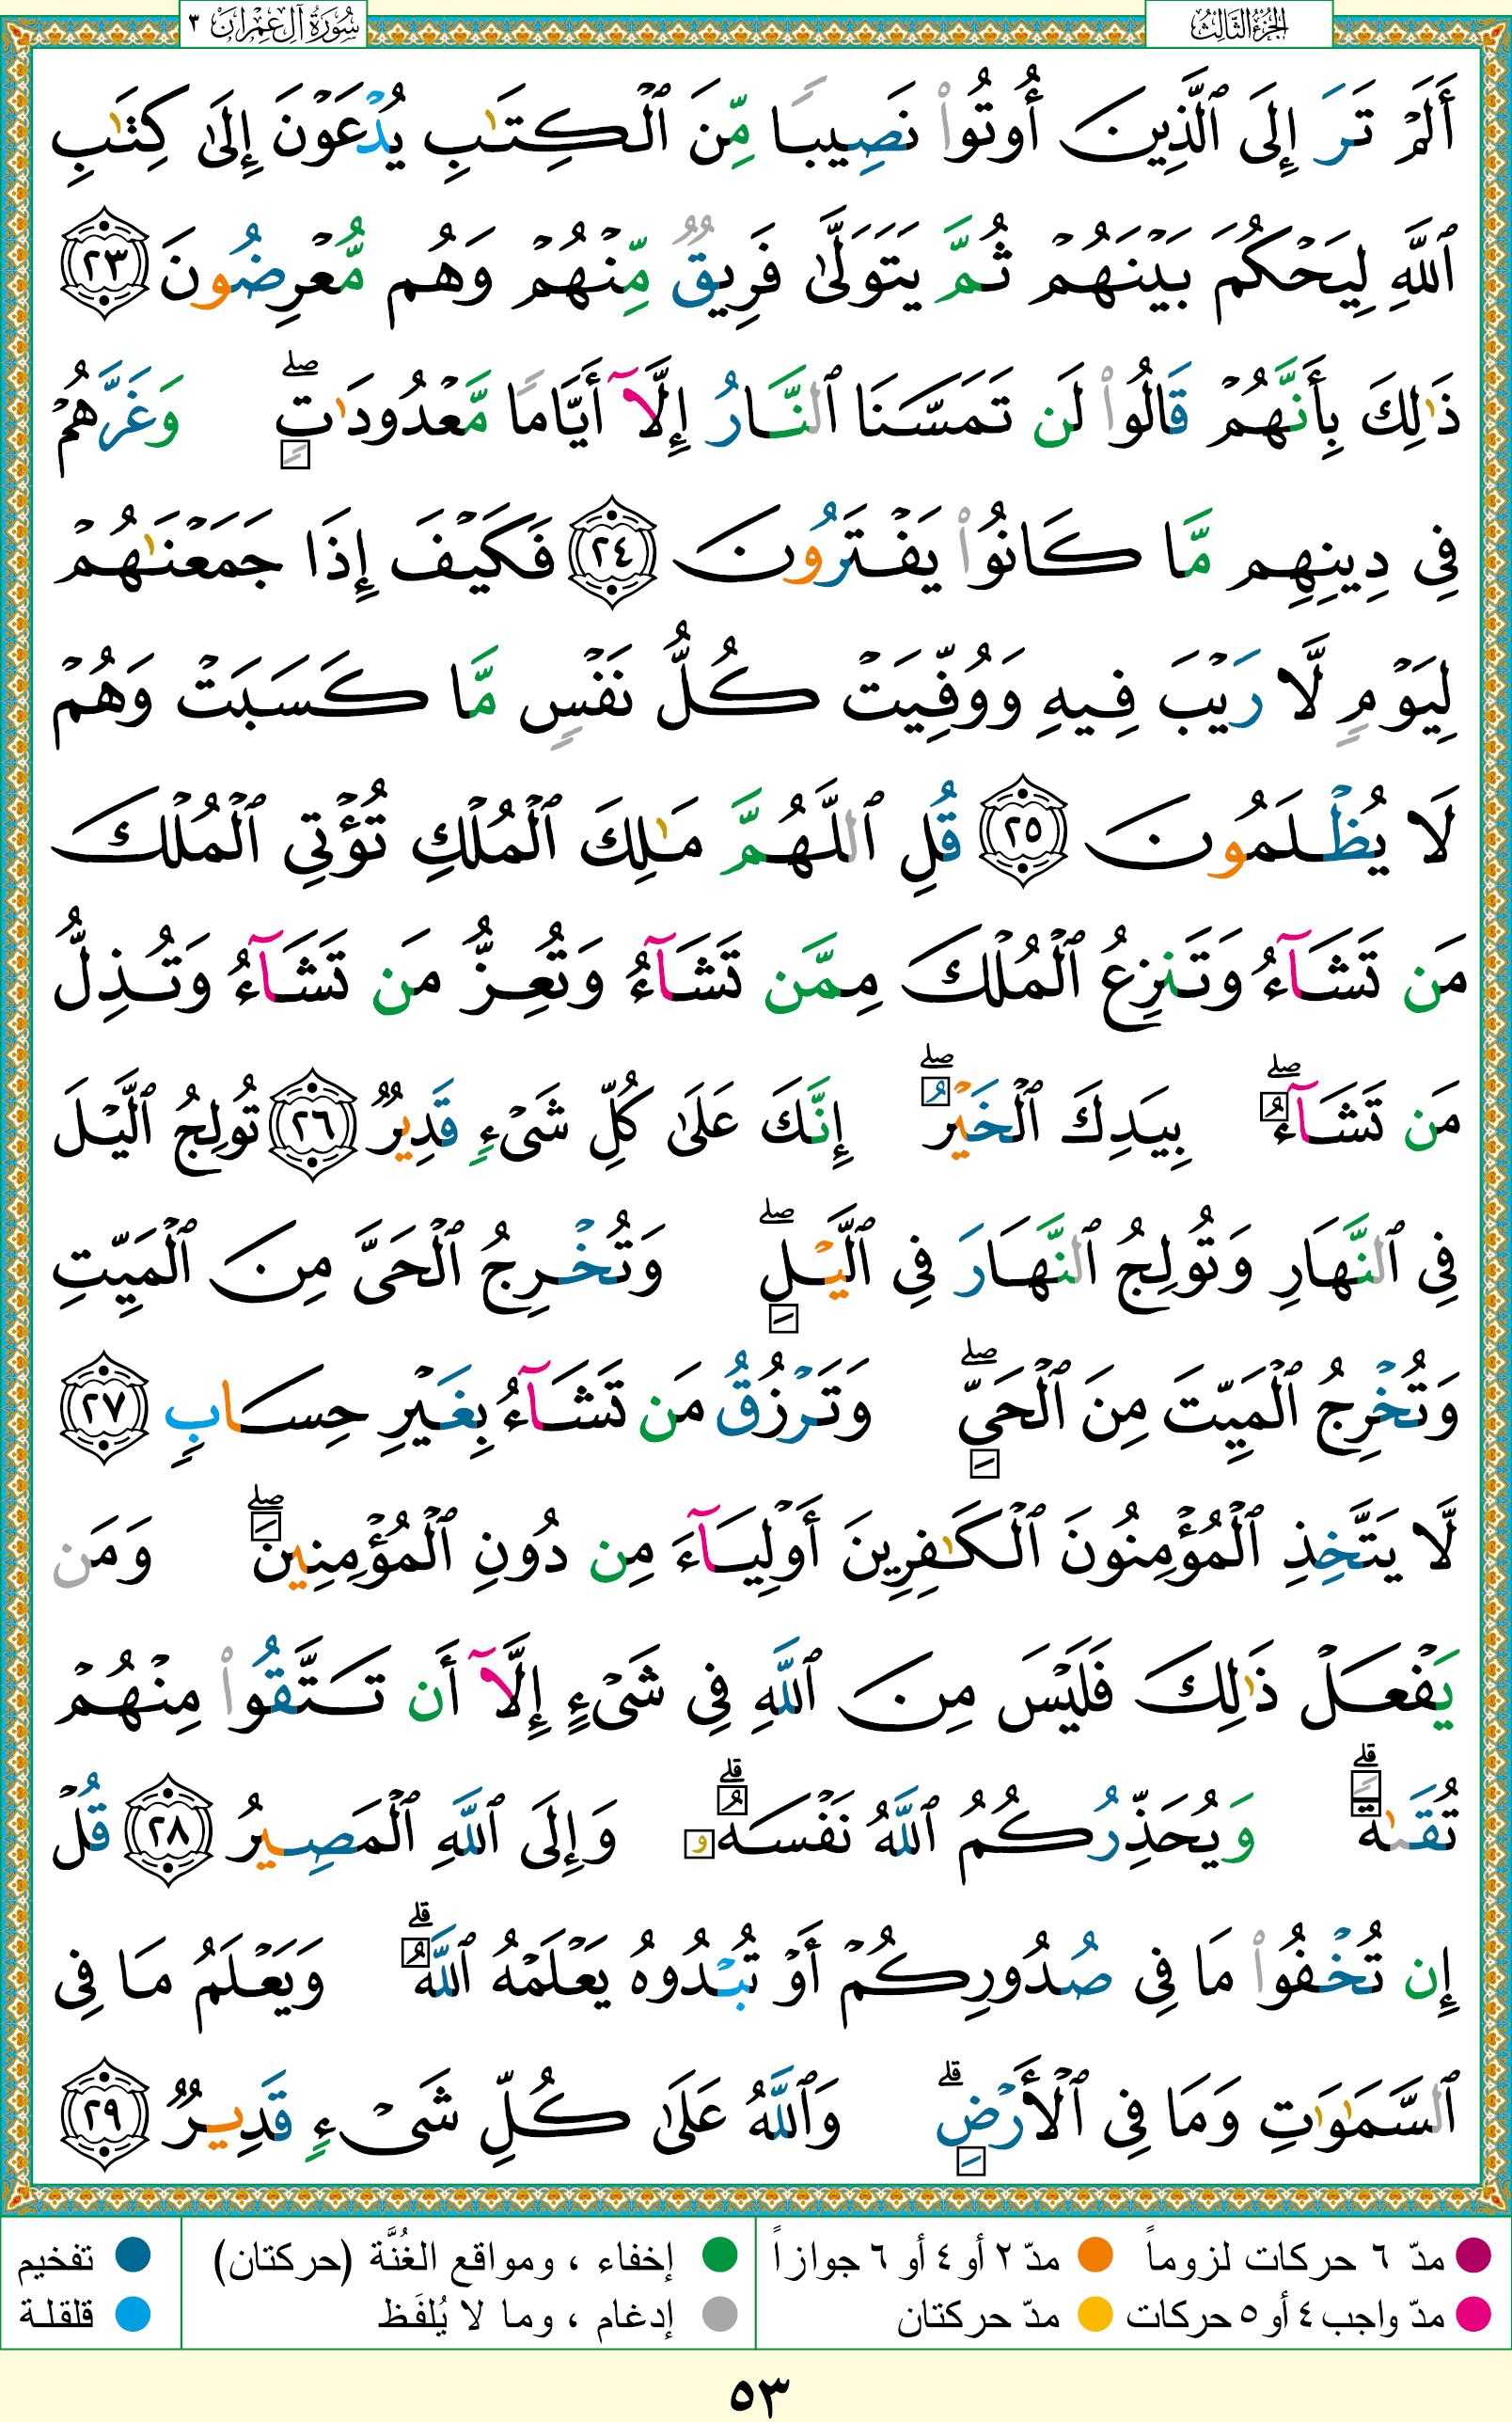 الجزء الثالث
سورة آل عمران ٣
أَلَمْ تَرَ إِلَى ٱلَّذِينَ أُوتُوا۟ نَصِيبًا مِّنَ ٱلْكِتَٰبِ يُدْعَوْنَ إِلَىٰ كِتَٰبِ
ٱللَّهِ لِيَحْكُمَ بَيْنَهُمْ ثُمَّ يَتَوَلَّىٰ فَرِيقٌ مِّنْهُمْ وَهُم مُّعْرِضُونَ ٢٣
ذَٰلِكَ بِأَنَّهُمْ قَالُوا۟ لَن تَمَسَّنَا ٱلنَّارُ إِلَّآ أَيَّامًا مَّعْدُودَٰتٍ ۖ وَغَرَّهُمْ
فِى دِينِهِم مَّا كَانُوا۟ يَفْتَرُونَ ٢٤ فَكَيْفَ إِذَا جَمَعْنَٰهُمْ
لِيَوْمٍ لَّا رَيْبَ فِيهِ وَوُفِّيَتْ كُلُّ نَفْسٍ مَّا كَسَبَتْ وَهُمْ
لَا يُظْلَمُونَ ٢٥ قُلِ ٱللَّهُمَّ مَٰلِكَ ٱلْمُلْكِ تُؤْتِى ٱلْمُلْكَ
مَن تَشَآءُ وَتَنزِعُ ٱلْمُلْكَ مِمَّن تَشَآءُ وَتُعِزُّ مَن تَشَآءُ وَتُذِلُّ
مَن تَشَآءُ ۖ بِيَدِكَ ٱلْخَيْرُ ۖ إِنَّكَ عَلَىٰ كُلِّ شَىْءٍ قَدِيرٌ ٢٦ تُولِجُ ٱلَّيْلَ
فِى ٱلنَّهَارِ وَتُولِجُ ٱلنَّهَارَ فِى ٱلَّيْلِ ۖ وَتُخْرِجُ ٱلْحَىَّ مِنَ ٱلْمَيِّتِ
وَتُخْرِجُ ٱلْمَيِّتَ مِنَ ٱلْحَىِّ ۖ وَتَرْزُقُ مَن تَشَآءُ بِغَيْرِ حِسَابٍ ٢٧
لَّا يَتَّخِذِ ٱلْمُؤْمِنُونَ ٱلْكَٰفِرِينَ أَوْلِيَآءَ مِن دُونِ ٱلْمُؤْمِنِينَ ۖ وَمَن
يَفْعَلْ ذَٰلِكَ فَلَيْسَ مِنَ ٱللَّهِ فِى شَىْءٍ إِلَّآ أَن تَتَّقُوا۟ مِنْهُمْ
تُقَىٰةً ۗ وَيُحَذِّرُكُمُ ٱللَّهُ نَفْسَهُۥ ۗ وَإِلَى ٱللَّهِ ٱلْمَصِيرُ ٢٨ قُلْ
إِن تُخْفُوا۟ مَا فِى صُدُورِكُمْ أَوْ تُبْدُوهُ يَعْلَمْهُ ٱللَّهُ ۗ وَيَعْلَمُ مَا فِى
ٱلسَّمَٰوَٰتِ وَمَا فِى ٱلْأَرْضِ ۗ وَٱللَّهُ عَلَىٰ كُلِّ شَىْءٍ قَدِيرٌ ٢٩
مدّ ٦ حركات لزوماً مدّ ٢ أو ٤ أو ٦ جوازاً إخفاء ، ومواقع الغُنَّة (حركتان) تفخيم
مدّ واجب ٤ أو ٥ حركات مدّ حركتان إدغام ، وما لا يُلفَظ قلقلة
٥٣